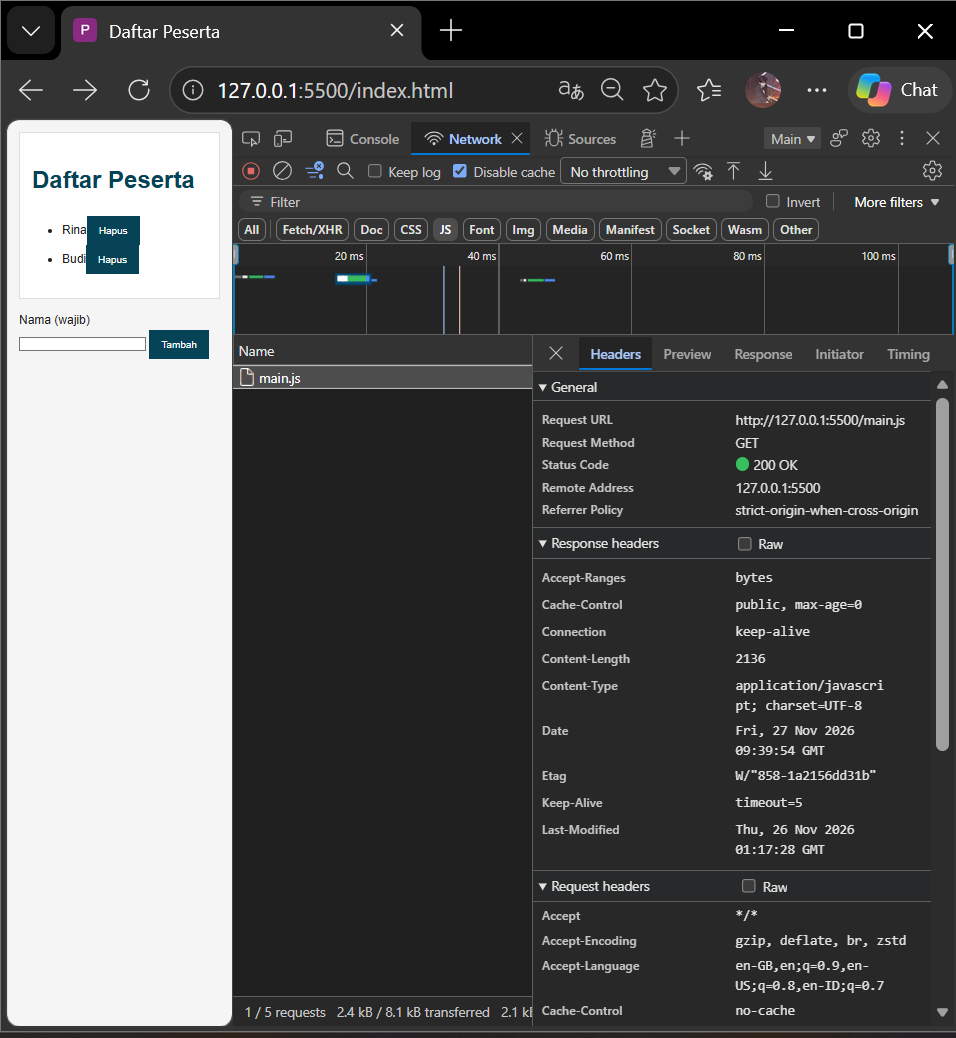 P Daftar Peserta
127.0.0.1:5500/index.html
Chat
Daftar Peserta
Rina Hapus
Budi Hapus
Nama (wajib)
Tambah
Console Network Sources Main
Keep log Disable cache No throttling
Filter Invert More filters
All Fetch/XHR Doc CSS JS Font Img Media Manifest Socket Wasm Other
20 ms 40 ms 60 ms 80 ms 100 ms
Name
main.js
Headers Preview Response Initiator Timing
General
Request URL http://127.0.0.1:5500/main.js
Request Method GET
Status Code 200 OK
Remote Address 127.0.0.1:5500
Referrer Policy strict-origin-when-cross-origin
Response headers Raw
Accept-Ranges bytes
Cache-Control public, max-age=0
Connection keep-alive
Content-Length 2136
Content-Type application/javascri
pt; charset=UTF-8
Date Fri, 27 Nov 2026
09:39:54 GMT
Etag W/"858-1a2156dd31b"
Keep-Alive timeout=5
Last-Modified Thu, 26 Nov 2026
01:17:28 GMT
Request headers Raw
Accept */*
Accept-Encoding gzip, deflate, br, zstd
Accept-Language en-GB,en;q=0.9,en-
US;q=0.8,en-ID;q=0.7
Cache-Control no-cache
1 / 5 requests 2.4 kB / 8.1 kB transferred 2.1